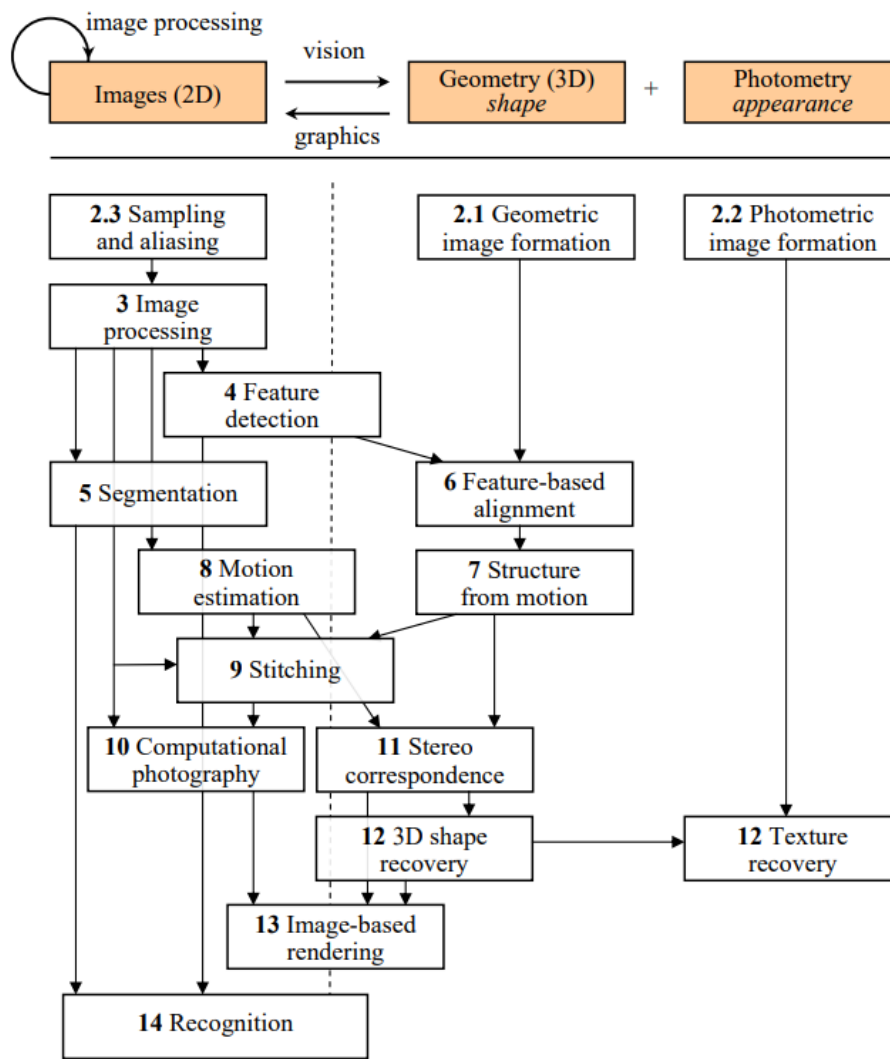 image processing
vision
Images (2D)
Geometry (3D)
shape
+
Photometry
appearance
graphics
2.3 Sampling
and aliasing
2.1 Geometric
image formation
2.2 Photometric
image formation
3 Image
processing
4 Feature
detection
5 Segmentation
6 Feature-based
alignment
8 Motion
estimation
7 Structure
from motion
9 Stitching
10 Computational
photography
11 Stereo
correspondence
12 3D shape
recovery
12 Texture
recovery
13 Image-based
rendering
14 Recognition